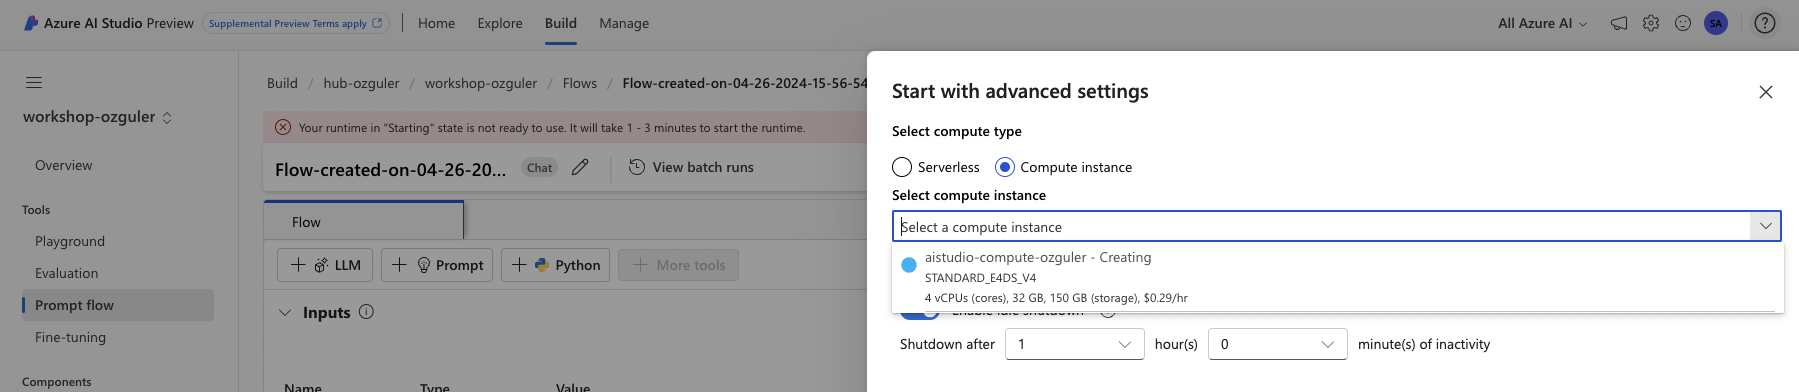 Azure AI Studio Preview
Supplemental Preview Terms apply
Home
Explore
Build
Manage
All Azure AI
SA
workshop-ozguler
Overview
Tools
Playground
Evaluation
Prompt flow
Fine-tuning
Components
Build / hub-ozguler / workshop-ozguler / Flows / Flow-created-on-04-26-2024-15-56-54
Your runtime in "Starting" state is not ready to use. It will take 1 - 3 minutes to start the runtime.
Flow-created-on-04-26-20...
Chat
View batch runs
Flow
+ LLM
+ Prompt
+ Python
+ More tools
Inputs
Name
Type
Value
Start with advanced settings
Select compute type
Serverless
Compute instance
Select compute instance
Select a compute instance
aistudio-compute-ozguler - Creating
STANDARD_E4DS_V4
4 vCPUs (cores), 32 GB, 150 GB (storage), $0.29/hr
Enable idle shutdown
Shutdown after 1 hour(s) 0 minute(s) of inactivity